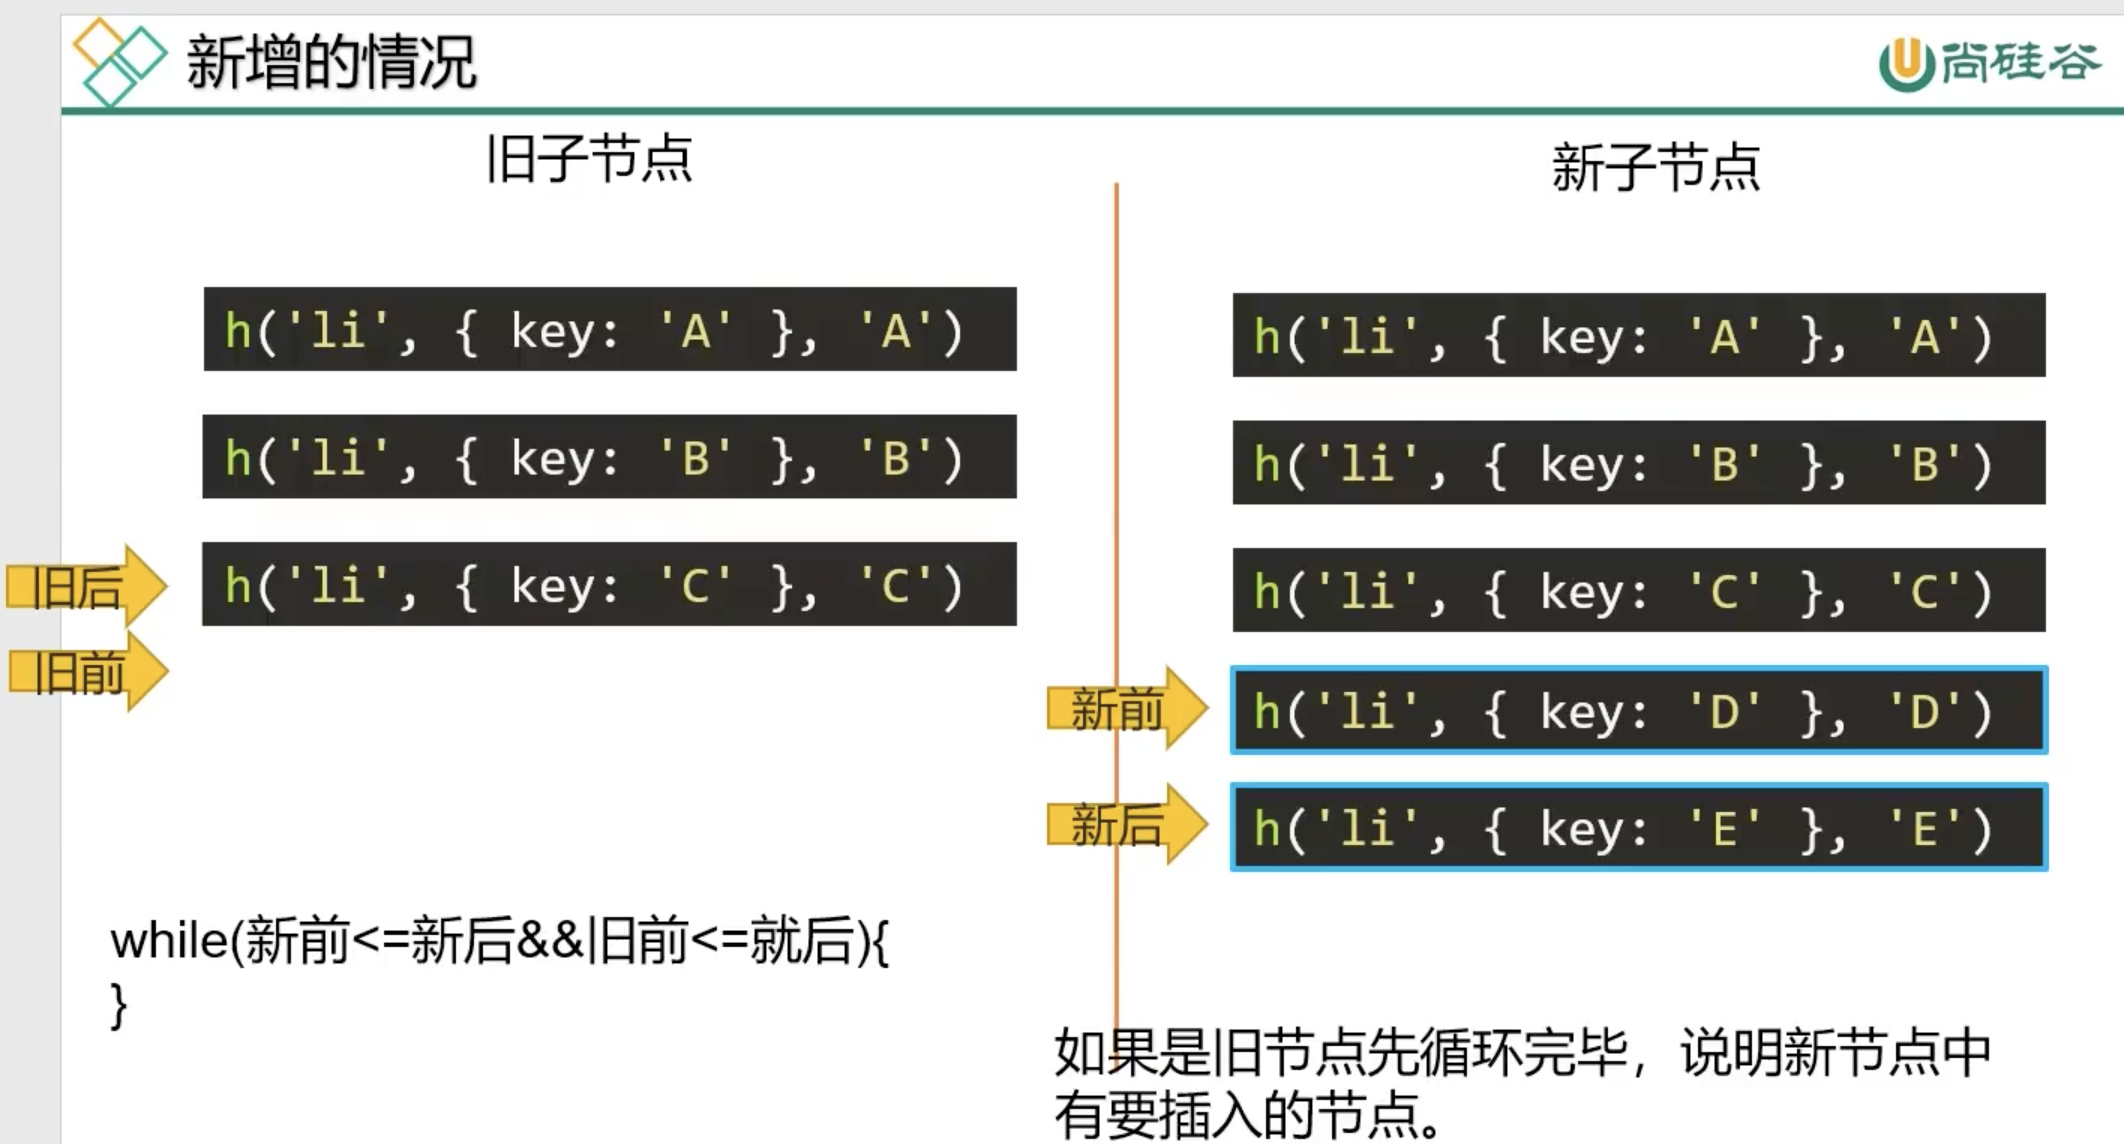 新增的情况
U尚硅谷
旧子节点
新子节点
h('li', { key: 'A' }, 'A')
h('li', { key: 'B' }, 'B')
旧后
h('li', { key: 'C' }, 'C')
旧前
h('li', { key: 'A' }, 'A')
h('li', { key: 'B' }, 'B')
h('li', { key: 'C' }, 'C')
新前
h('li', { key: 'D' }, 'D')
新后
h('li', { key: 'E' }, 'E')
while(新前<=新后&&旧前<=就后){
}
如果是旧节点先循环完毕，说明新节点中
有要插入的节点。